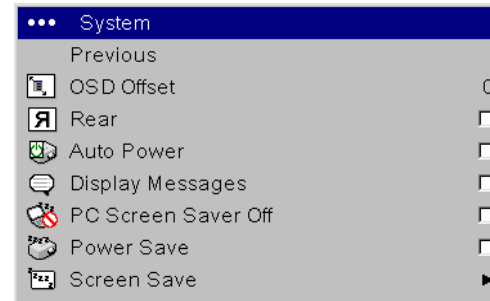 ••• System
Previous
OSD Offset
Rear
Auto Power
Display Messages
PC Screen Saver Off
Power Save
Screen Save